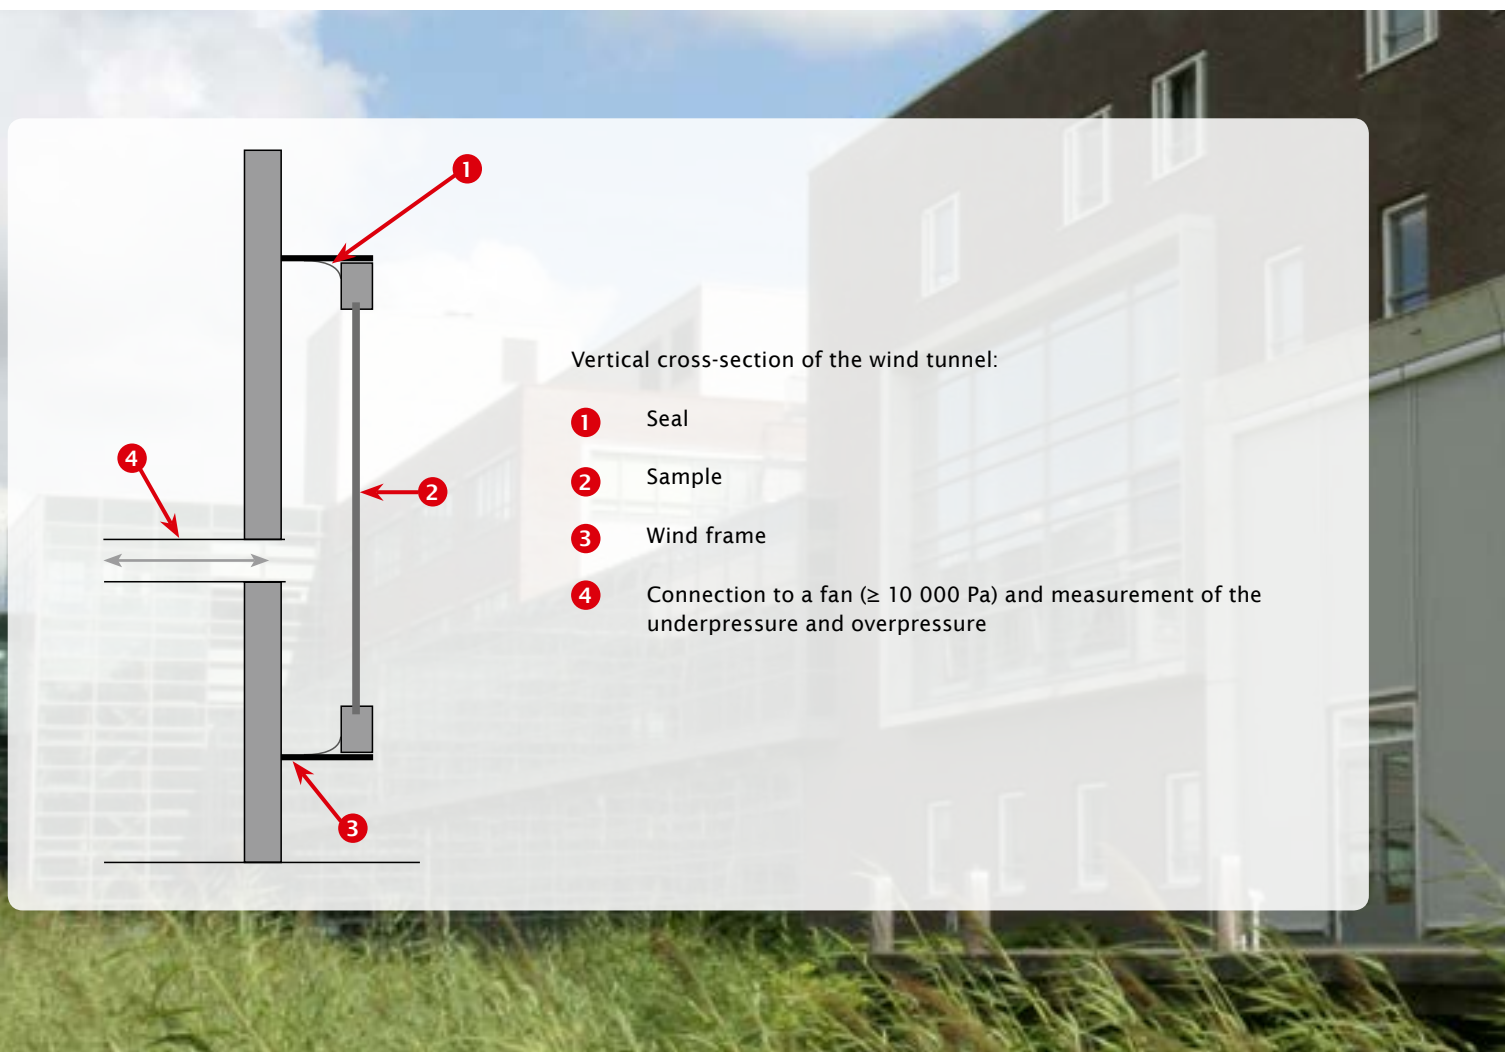 1
4
2
3
Vertical cross-section of the wind tunnel:
1 Seal
2 Sample
3 Wind frame
4 Connection to a fan (≥ 10 000 Pa) and measurement of the
underpressure and overpressure